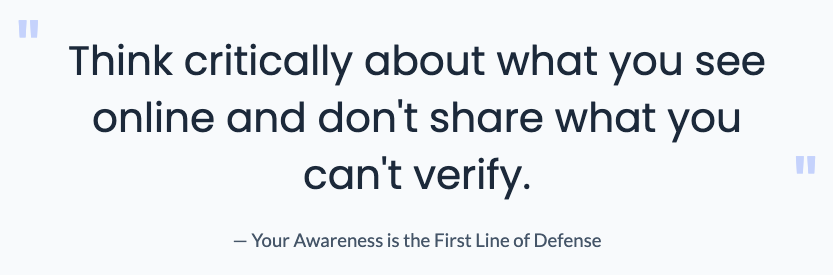 "
Think critically about what you see
online and don't share what you
can't verify.
"
— Your Awareness is the First Line of Defense